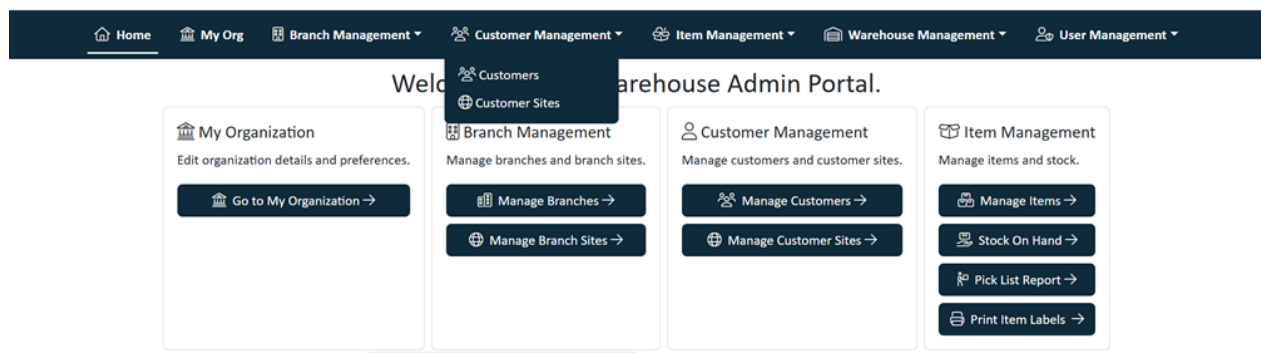 Home My Org Branch Management Customer Management Item Management Warehouse Management User Management
Customers
Customer Sites
Admin Portal.
My Organization
Edit organization details and preferences.
Go to My Organization →
Branch Management
Manage branches and branch sites.
Manage Branches →
Manage Branch Sites →
Customer Management
Manage customers and customer sites.
Manage Customers →
Manage Customer Sites →
Item Management
Manage items and stock.
Manage Items →
Stock On Hand →
Pick List Report →
Print Item Labels →